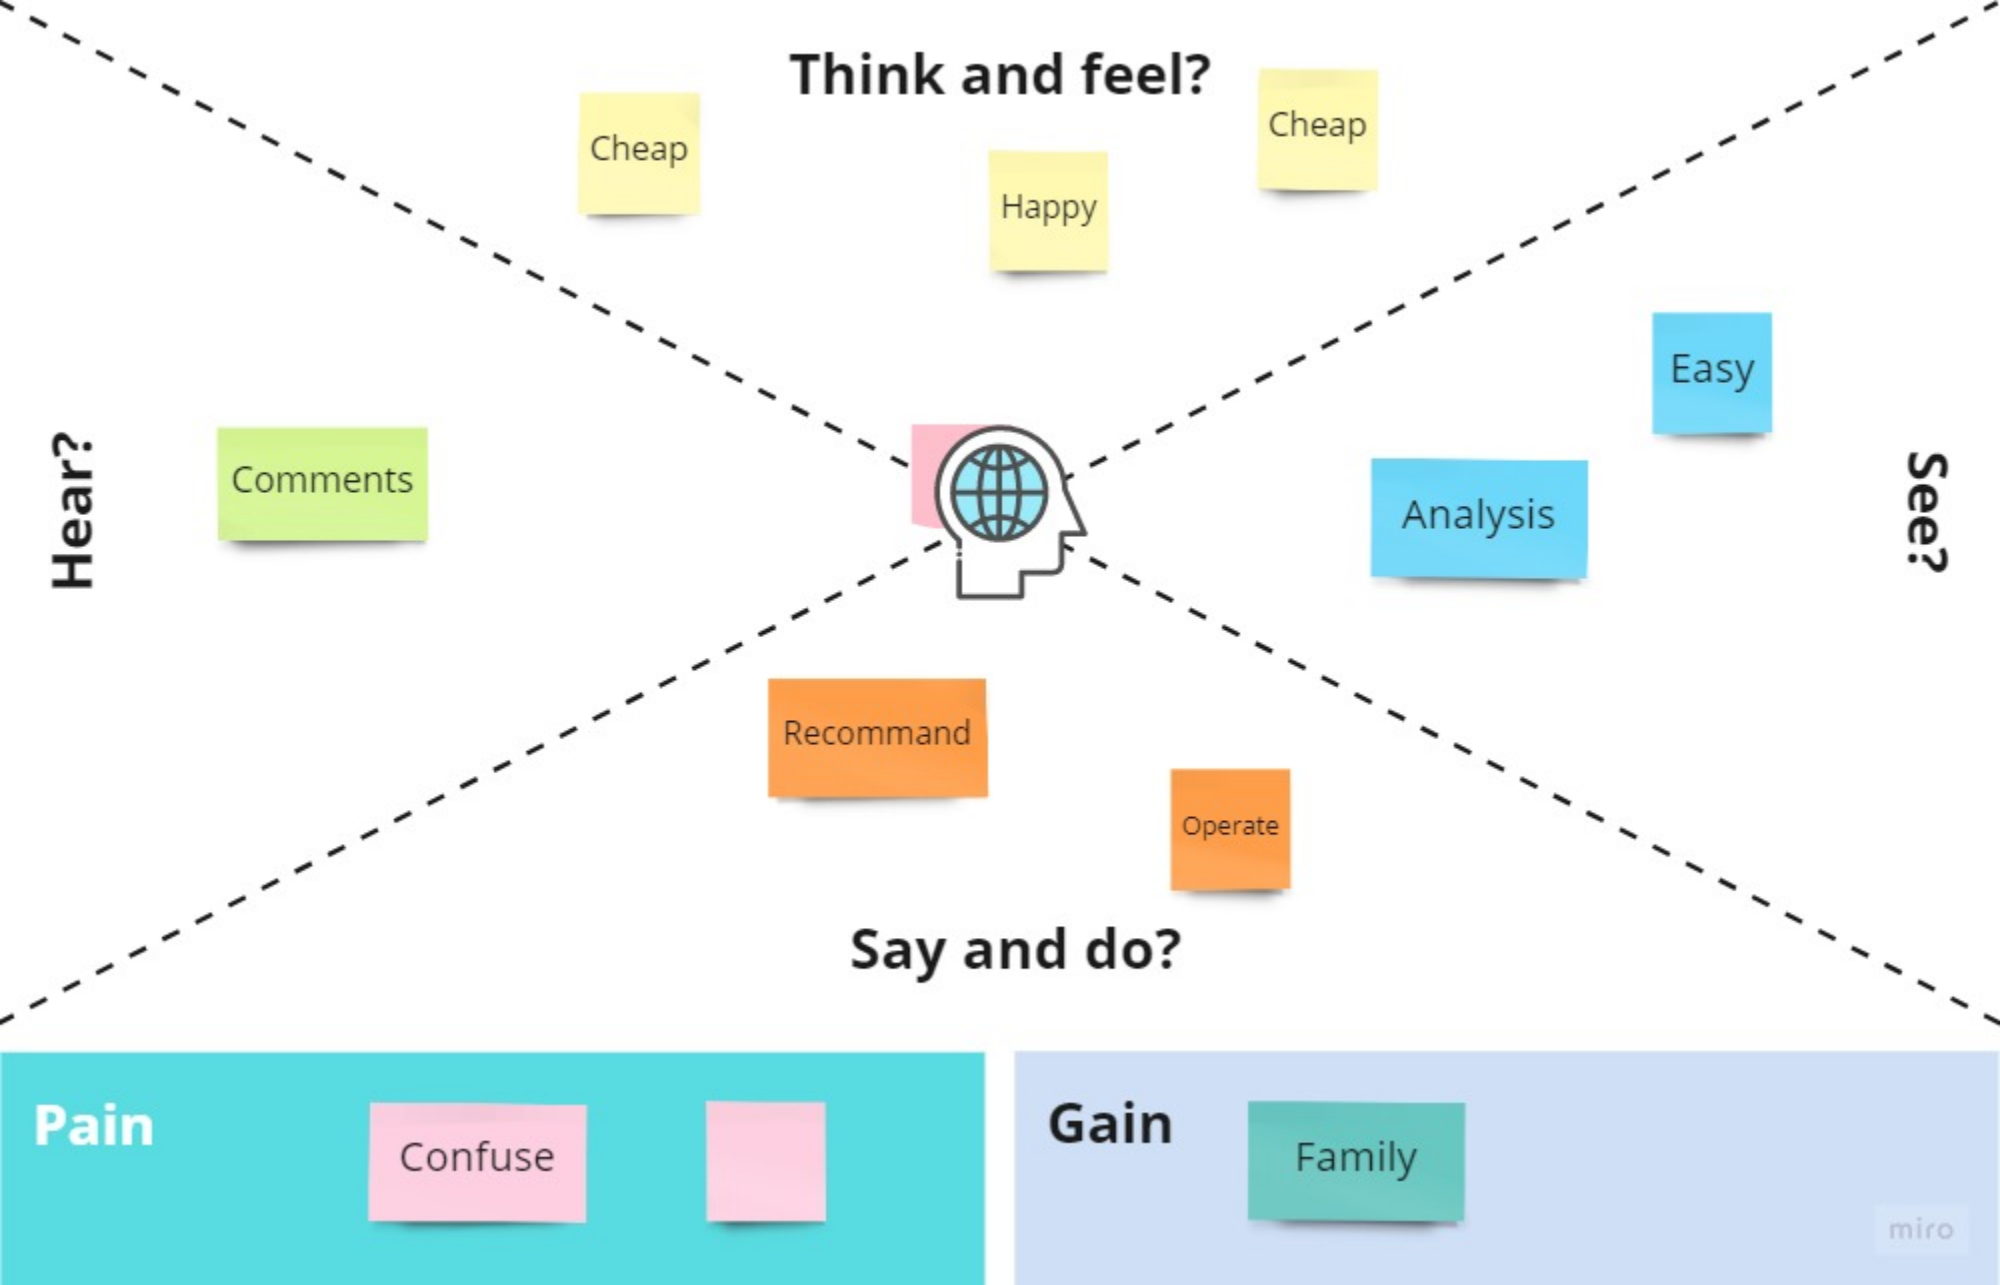 Think and feel?
Cheap
Cheap
Happy
Easy
Hear?
Comments
Analysis
See?
Recommand
Operate
Say and do?
Pain
Confuse
Gain
Family
miro